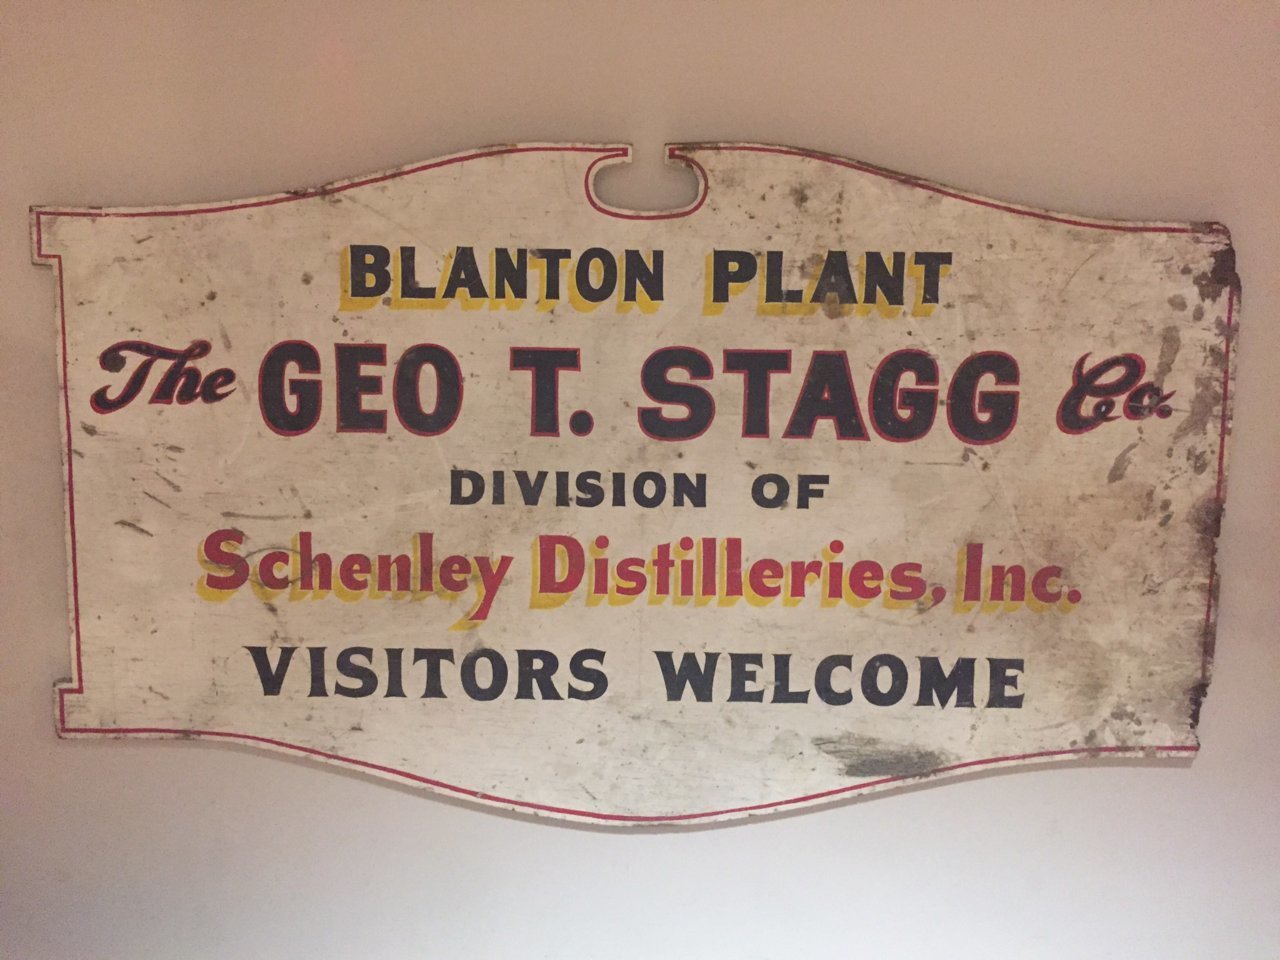 BLANTON PLANT
The GEO T. STAGG Co.
DIVISION OF
Schenley Distilleries, Inc.
VISITORS WELCOME